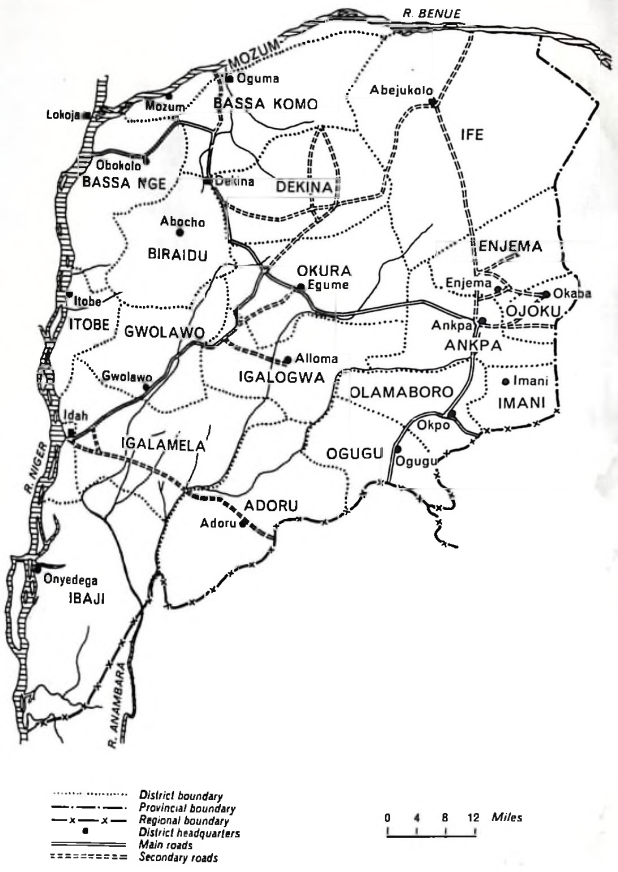 R. BENUE
MOZUM
Oguma
BASSA KOMO
Mozum
Lokoja
Abejukolo
IFE
Obokolo
BASSA NGE
Dekina
DEKINA
Abocho
BIRAIDU
ENJEMA
OKURA
Egume
Enjema
Okaba
OJOKU
Itobe
ITOBE
GWOLAWO
Ankpa
ANKPA
Alloma
IGALOGWA
Gwolawo
OLAMABORO
Imani
IMANI
Okpo
Idah
IGALAMELA
OGUGU
Ogugu
R. NIGER
ADORU
Adoru
Onyedega
IBAJI
R. ANAMBARA
District boundary
Provincial boundary
Regional boundary
District headquarters
Main roads
Secondary roads
0 4 8 12 Miles